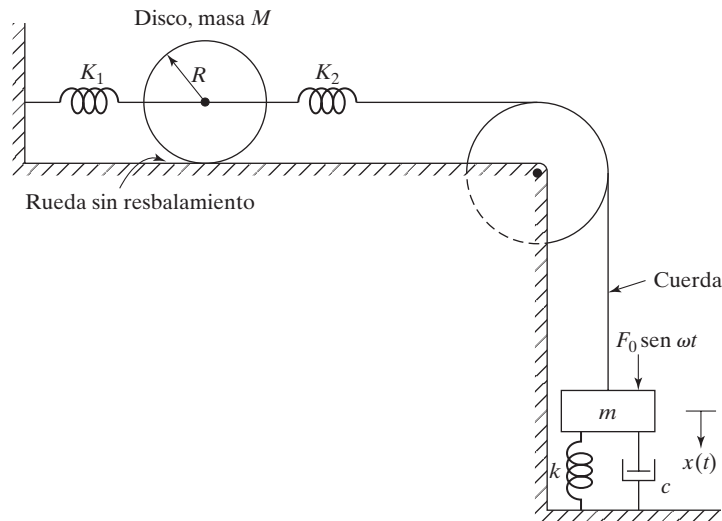 Disco, masa M
K₁
R
K₂
Rueda sin resbalamiento
Cuerda
F₀ sen ωt
m
k
c
x(t)